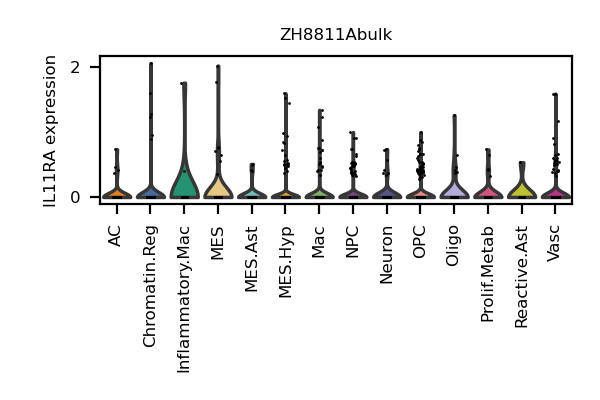 ZH8811Abulk
IL11RA expression
2
0
AC
Chromatin.Reg
Inflammatory.Mac
MES
MES.Ast
MES.Hyp
Mac
NPC
Neuron
OPC
Oligo
Prolif.Metab
Reactive.Ast
Vasc